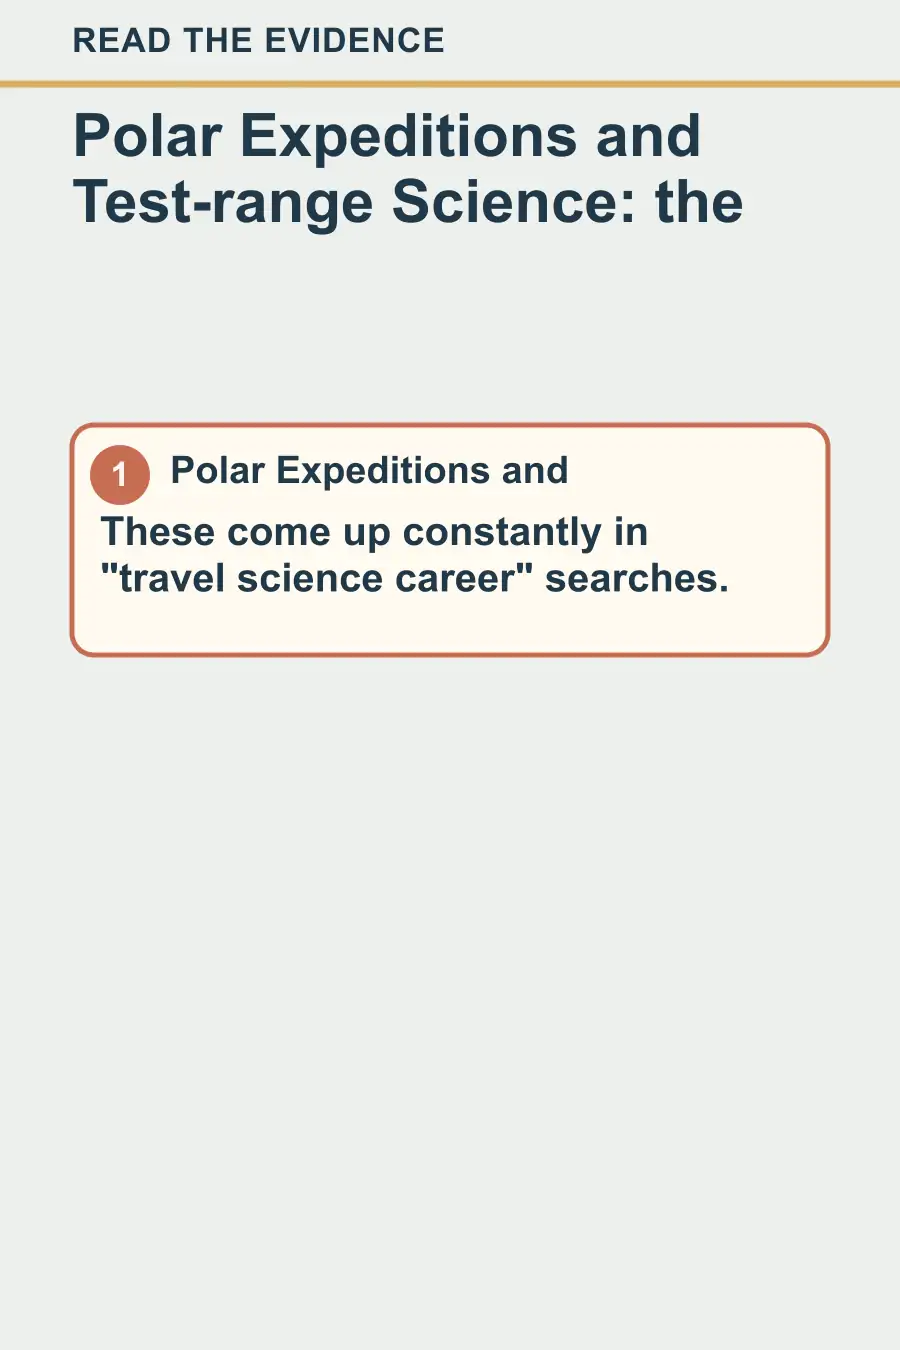 READ THE EVIDENCE
Polar Expeditions and
Test-range Science: the
1 Polar Expeditions and
These come up constantly in
"travel science career" searches.